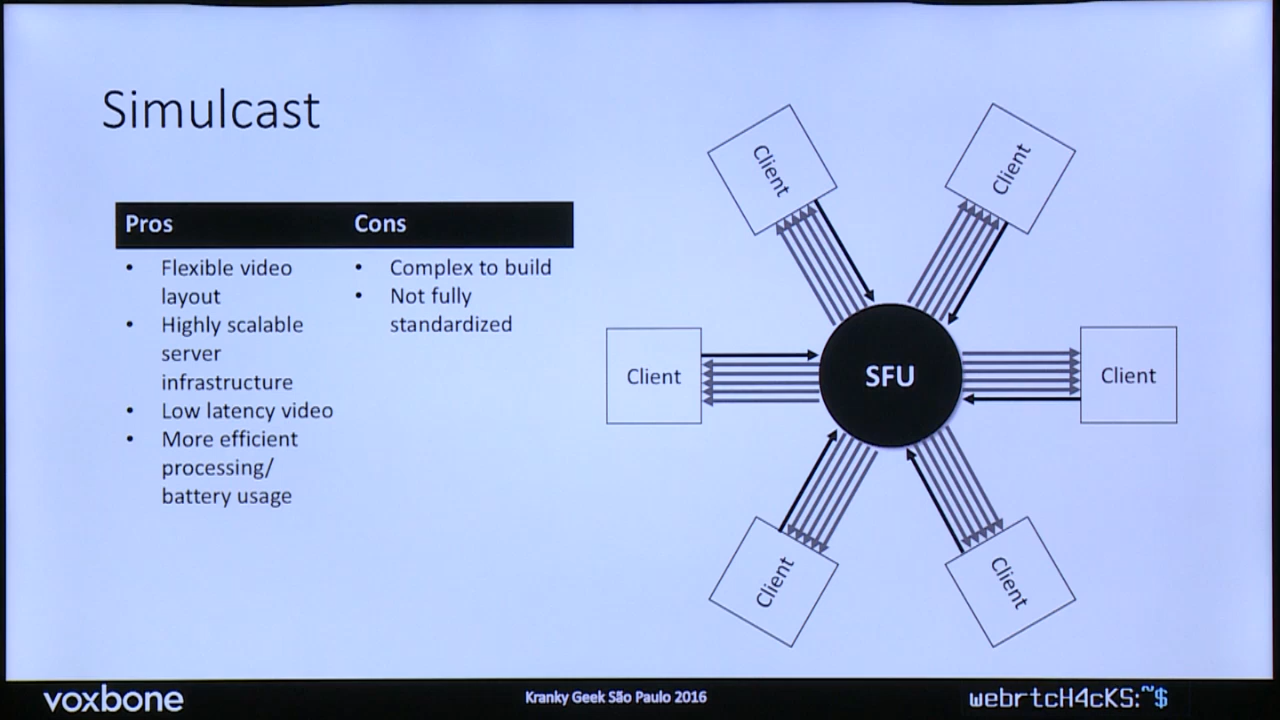 Simulcast
Pros Cons
• Flexible video
layout
• Highly scalable
server
infrastructure
• Low latency video
• More efficient
processing/
battery usage
• Complex to build
• Not fully
standardized
Client
Client
Client
SFU
Client
Client
Client
voxbone
Kranky Geek São Paulo 2016
webrtcH4cKS:~$